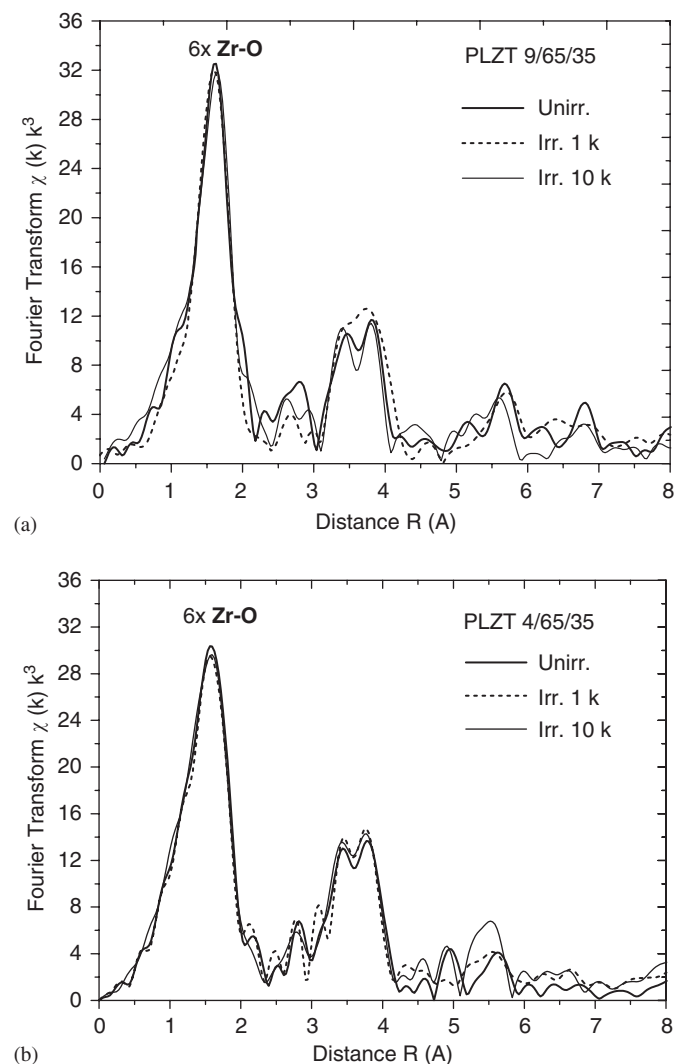 36
32
28
24
20
16
12
8
4
0
Fourier Transform χ (k) k³
6x Zr-O
PLZT 9/65/35
Unirr.
Irr. 1 k
Irr. 10 k
0 1 2 3 4 5 6 7 8
(a)
Distance R (A)
36
32
28
24
20
16
12
8
4
0
Fourier Transform χ (k) k³
6x Zr-O
PLZT 4/65/35
Unirr.
Irr. 1 k
Irr. 10 k
0 1 2 3 4 5 6 7 8
(b)
Distance R (A)